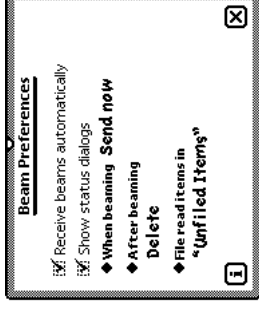 Beam Preferences
Receive beams automatically
Show status dialogs
When beaming Send now
After beaming
Delete
File read items in
"Unfiled Items"
i